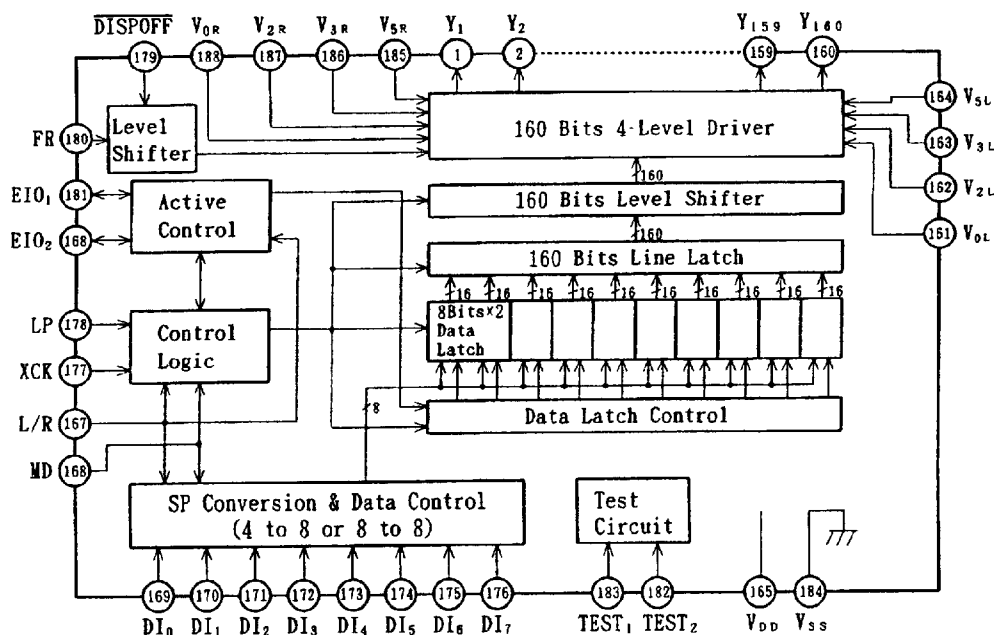 DISPOFF V₀R V₂R V₃R V₅R Y₁ Y₂ Y₁₅₉ Y₁₆₀
179 188 187 186 185 1 2 159 160
164 V₅L
FR 180 Level Shifter
160 Bits 4-Level Driver
163 V₃L
160
EIO₁ 181 Active Control
160 Bits Level Shifter
162 V₂L
EIO₂ 168
160
161 V₀L
160 Bits Line Latch
16 16 16 16 16 16 16 16 16 16
LP 178 Control Logic
8Bits×2 Data Latch
XCK 177
L/R 167
8
Data Latch Control
MD 168
SP Conversion & Data Control
(4 to 8 or 8 to 8)
Test Circuit
169 170 171 172 173 174 175 176 183 182 165 184
DI₀ DI₁ DI₂ DI₃ DI₄ DI₅ DI₆ DI₇ TEST₁ TEST₂ VDD VSS